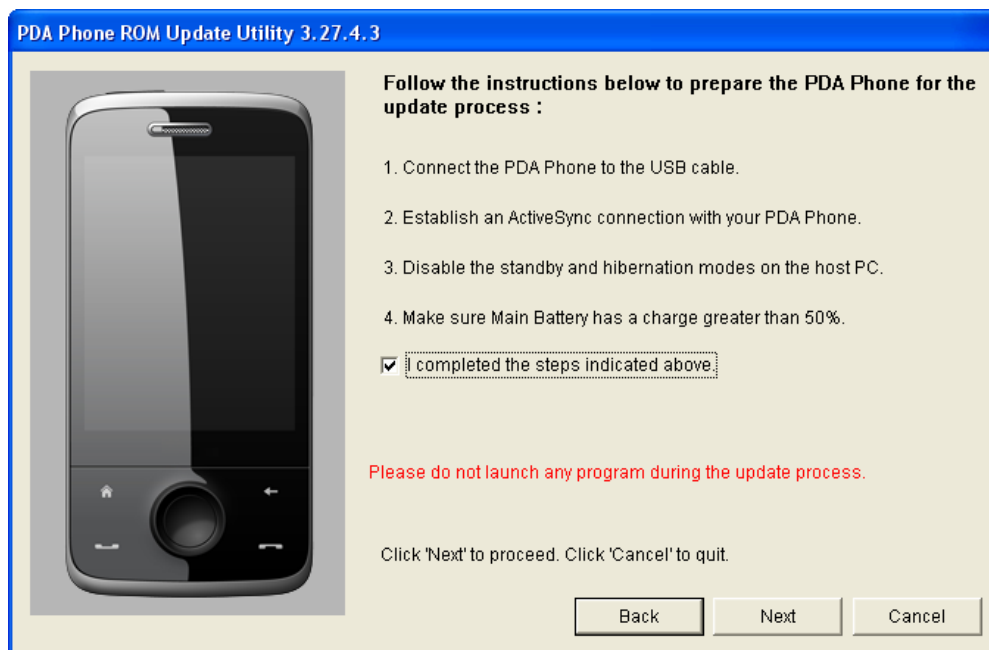 PDA Phone ROM Update Utility 3.27.4.3
Follow the instructions below to prepare the PDA Phone for the
update process :
1. Connect the PDA Phone to the USB cable.
2. Establish an ActiveSync connection with your PDA Phone.
3. Disable the standby and hibernation modes on the host PC.
4. Make sure Main Battery has a charge greater than 50%.
I completed the steps indicated above.
Please do not launch any program during the update process.
Click 'Next' to proceed. Click 'Cancel' to quit.
Back
Next
Cancel